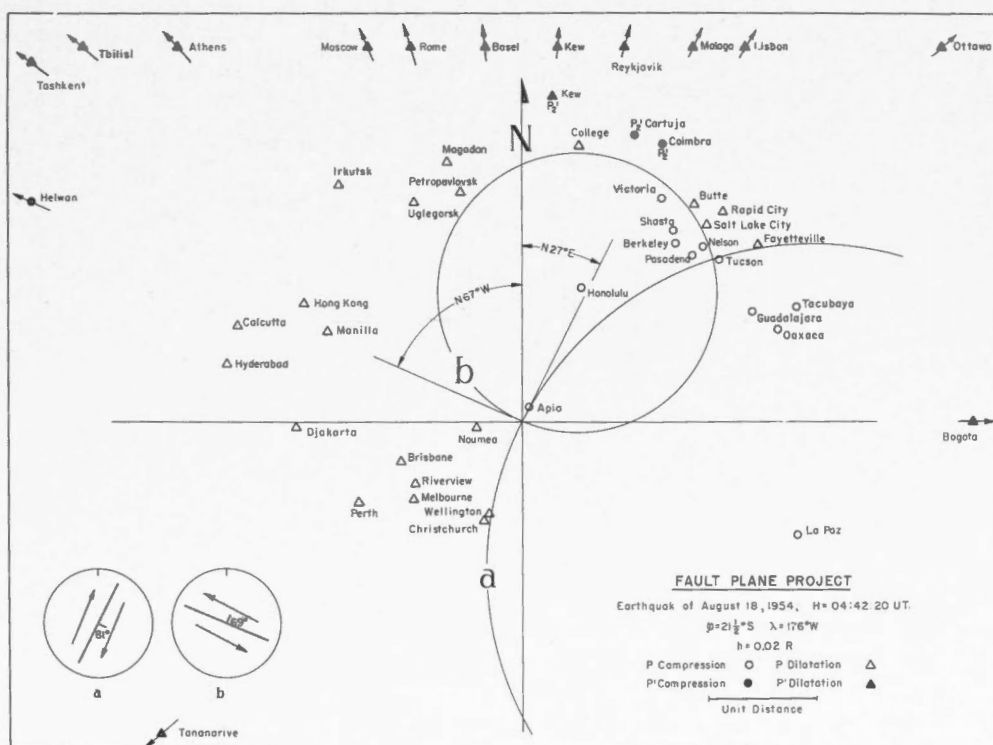 Tashkent
Tbilisi
Athens
Moscow
Rome
Basel
Kew
Reykjavik
Malaga
Lisbon
Ottawa
Kew
P'2
N
College
P'2 Cartuja
Coimbra
P'2
Magadan
Irkutsk
Petropavlovsk
Uglegorsk
Helwan
Victoria
Butte
Rapid City
Shasta
Salt Lake City
Berkeley
Nelson
Fayetteville
Pasadena
Tucson
N27°E
Honolulu
N67°W
Hong Kong
Calcutta
Manilla
Hyderabad
Tacubaya
Guadalajara
Oaxaca
b
Apia
Djakarta
Noumea
Bogota
Brisbane
Riverview
Melbourne
Perth
Wellington
Christchurch
a
La Paz
81°
a
69°
b
Tananarive
FAULT PLANE PROJECT
Earthquak of August 18, 1954, H= 04:42.20 UT.
φ=21½°S λ=176°W
h=0.02 R
P Compression P Dilatation
P' Compression P' Dilatation
Unit Distance